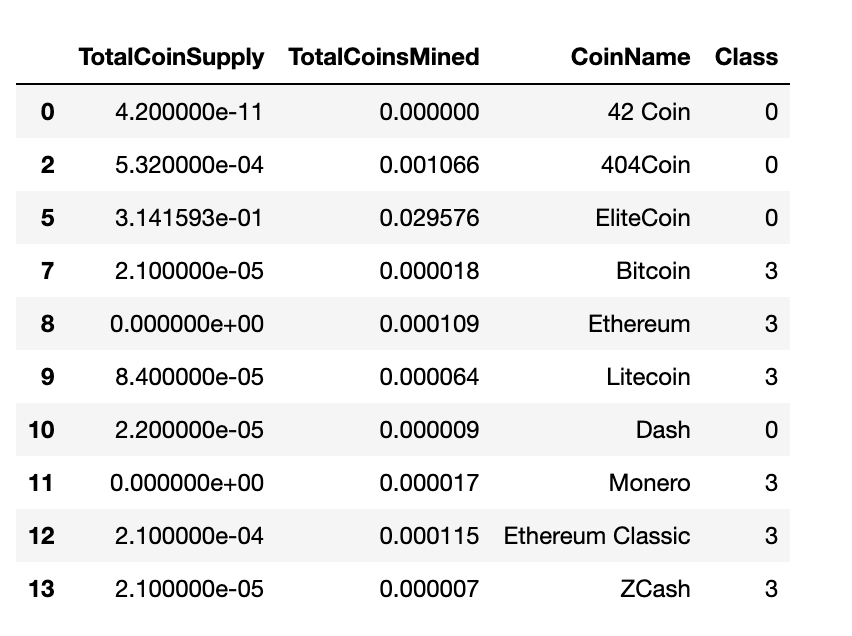 TotalCoinSupply TotalCoinsMined CoinName Class
0 4.200000e-11 0.000000 42 Coin 0
2 5.320000e-04 0.001066 404Coin 0
5 3.141593e-01 0.029576 EliteCoin 0
7 2.100000e-05 0.000018 Bitcoin 3
8 0.000000e+00 0.000109 Ethereum 3
9 8.400000e-05 0.000064 Litecoin 3
10 2.200000e-05 0.000009 Dash 0
11 0.000000e+00 0.000017 Monero 3
12 2.100000e-04 0.000115 Ethereum Classic 3
13 2.100000e-05 0.000007 ZCash 3